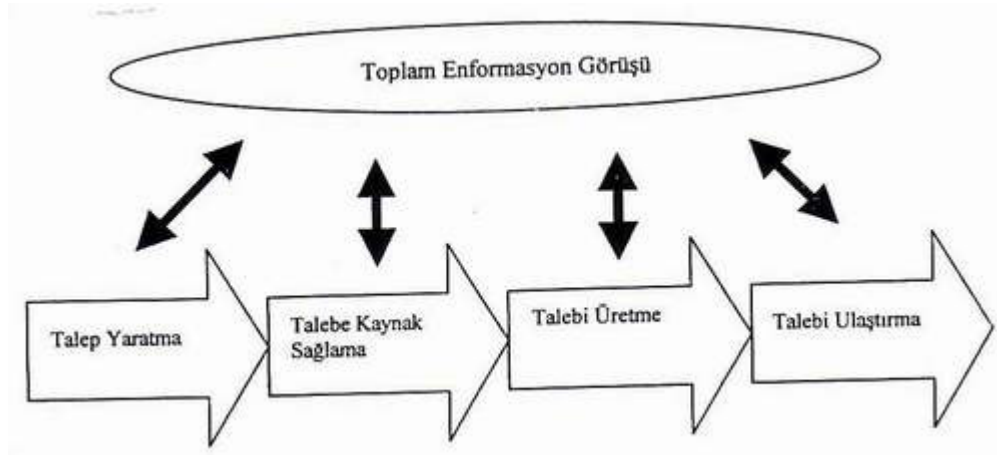 Toplam Enformasyon Görüşü
Talep Yaratma
Talebe Kaynak
Sağlama
Talebi Üretme
Talebi Ulaştırma